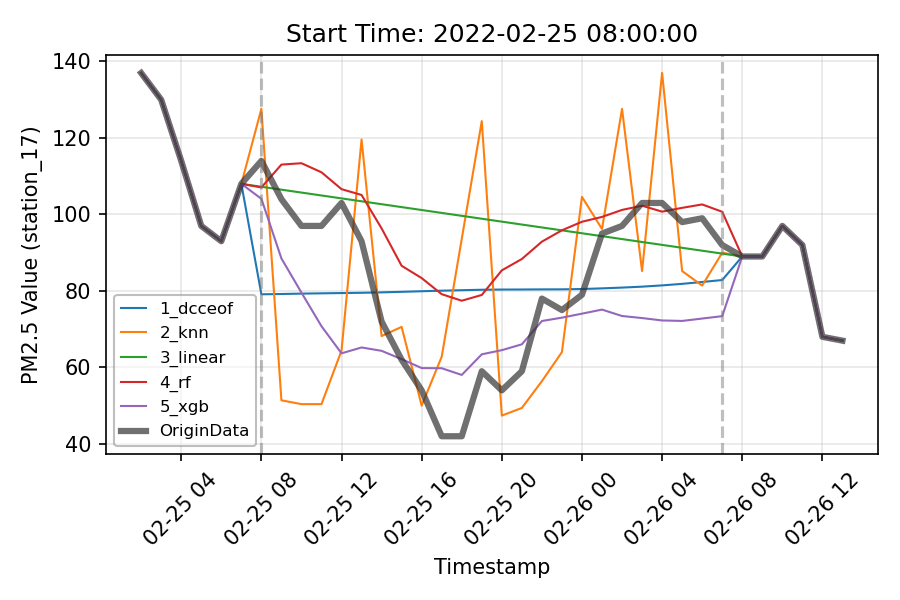 Start Time: 2022-02-25 08:00:00
PM2.5 Value (station_17)
140
120
100
80
60
40
1_dcceof
2_knn
3_linear
4_rf
5_xgb
OriginData
02-25 04
02-25 08
02-25 12
02-25 16
02-25 20
02-26 00
02-26 04
02-26 08
02-26 12
Timestamp